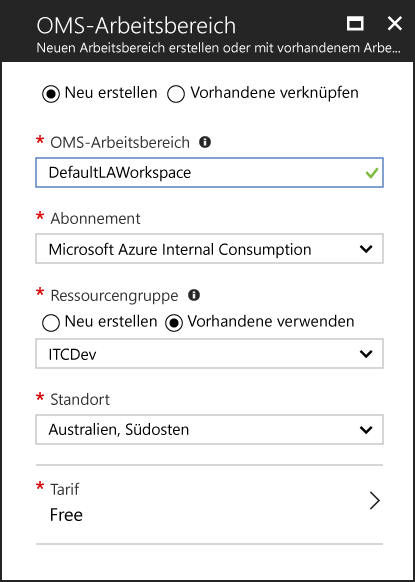 OMS-Arbeitsbereich
Neuen Arbeitsbereich erstellen oder mit vorhandenem Arbe...
Neu erstellen Vorhandene verknüpfen
* OMS-Arbeitsbereich
DefaultLAWorkspace
* Abonnement
Microsoft Azure Internal Consumption
* Ressourcengruppe
Neu erstellen Vorhandene verwenden
ITCDev
* Standort
Australien, Südosten
* Tarif
Free